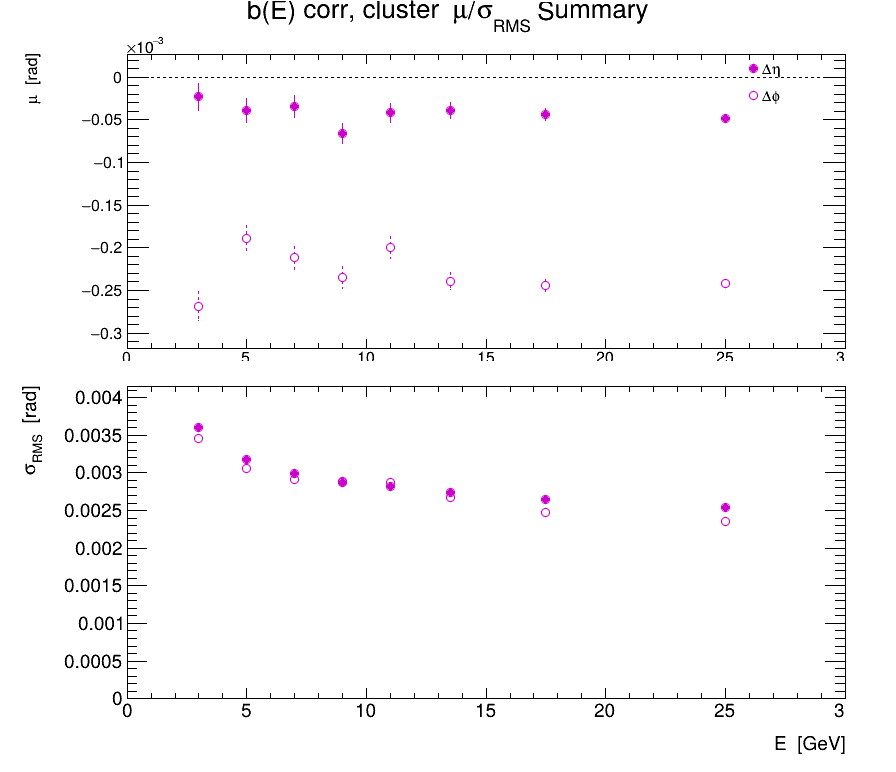 b(E) corr, cluster μ/σ_RMS Summary
×10⁻³
μ [rad]
Δη
Δϕ
0
−0.05
−0.1
−0.15
−0.2
−0.25
−0.3
0 5 10 15 20 25 3
σ_RMS [rad]
0.004
0.0035
0.003
0.0025
0.002
0.0015
0.001
0.0005
0
0 5 10 15 20 25 3
E [GeV]